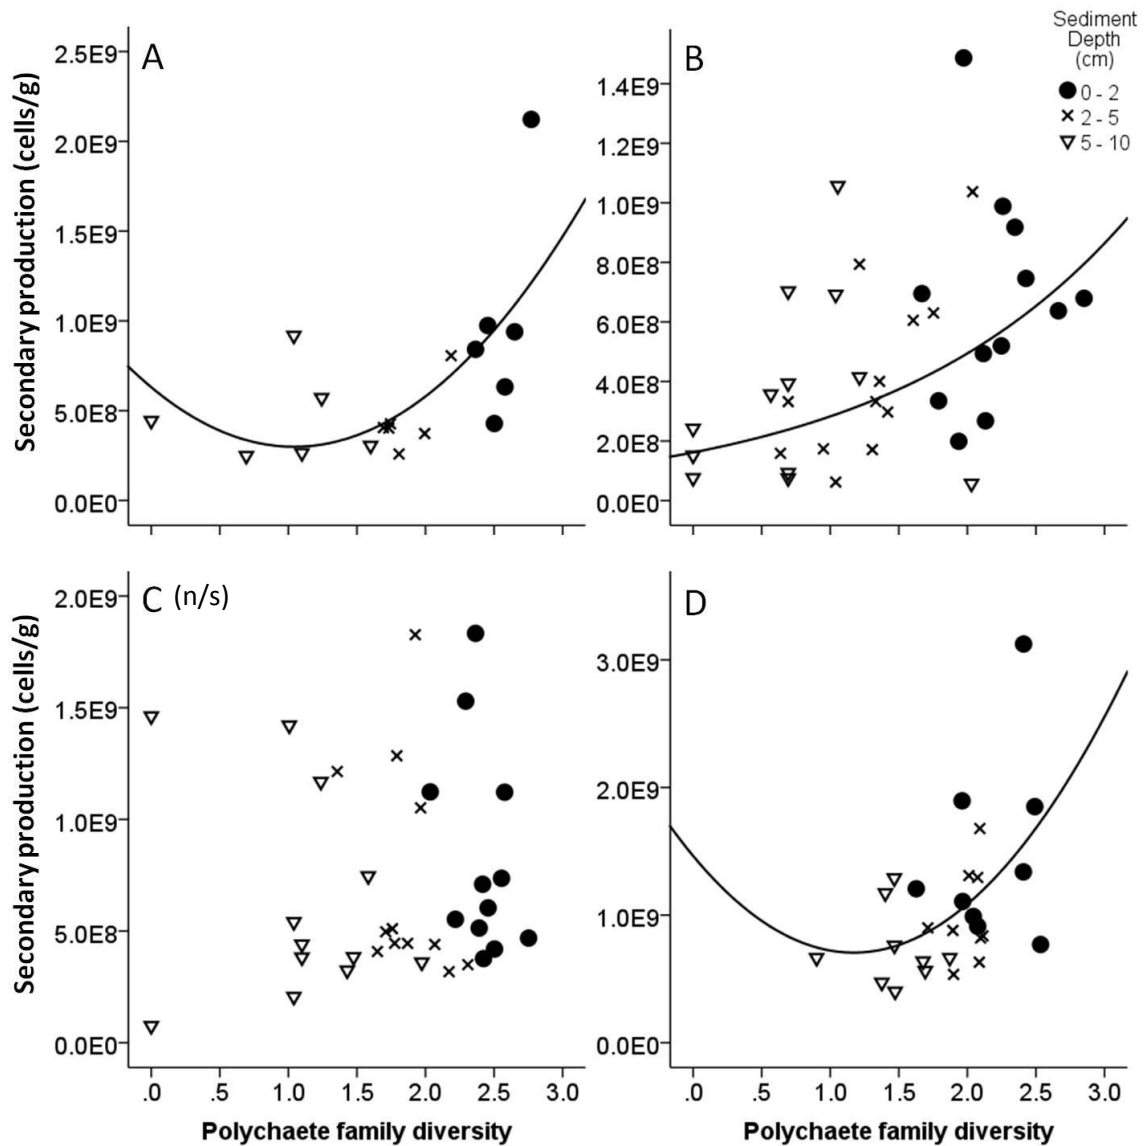 Sediment
Depth
(cm)
0 - 2
2 - 5
5 - 10
A
Secondary production (cells/g)
2.5E9
2.0E9
1.5E9
1.0E9
5.0E8
0.0E0
B
1.4E9
1.2E9
1.0E9
8.0E8
6.0E8
4.0E8
2.0E8
0.0E0
C (n/s)
Secondary production (cells/g)
2.0E9
1.5E9
1.0E9
5.0E8
0.0E0
.0 .5 1.0 1.5 2.0 2.5 3.0
Polychaete family diversity
D
3.0E9
2.0E9
1.0E9
0.0E0
.0 .5 1.0 1.5 2.0 2.5 3.0
Polychaete family diversity